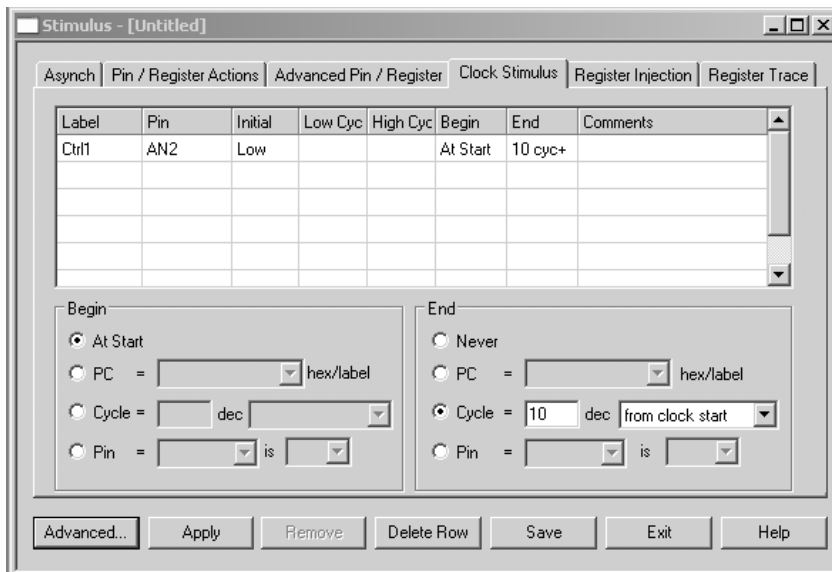 Stimulus - [Untitled]
Asynch Pin / Register Actions Advanced Pin / Register Clock Stimulus Register Injection Register Trace
Label Pin Initial Low Cyc High Cyc Begin End Comments
Ctrl1 AN2 Low At Start 10 cyc+
Begin
At Start
PC = hex/label
Cycle = dec
Pin = is
End
Never
PC = hex/label
Cycle = 10 dec from clock start
Pin = is
Advanced... Apply Remove Delete Row Save Exit Help